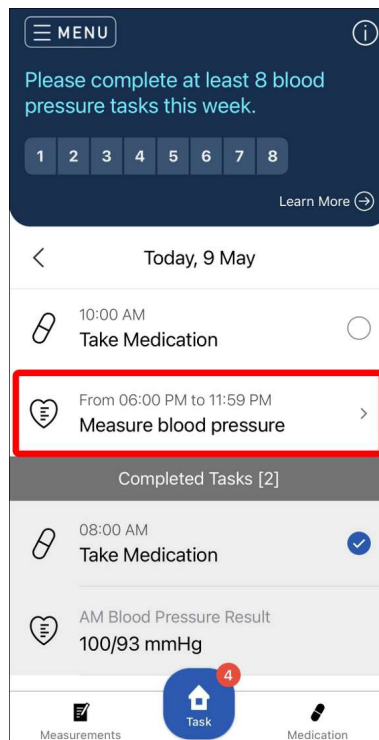 MENU
Please complete at least 8 blood
pressure tasks this week.
1 2 3 4 5 6 7 8
Learn More
Today, 9 May
10:00 AM
Take Medication
From 06:00 PM to 11:59 PM
Measure blood pressure
Completed Tasks [2]
08:00 AM
Take Medication
AM Blood Pressure Result
100/93 mmHg
4
Measurements
Task
Medication